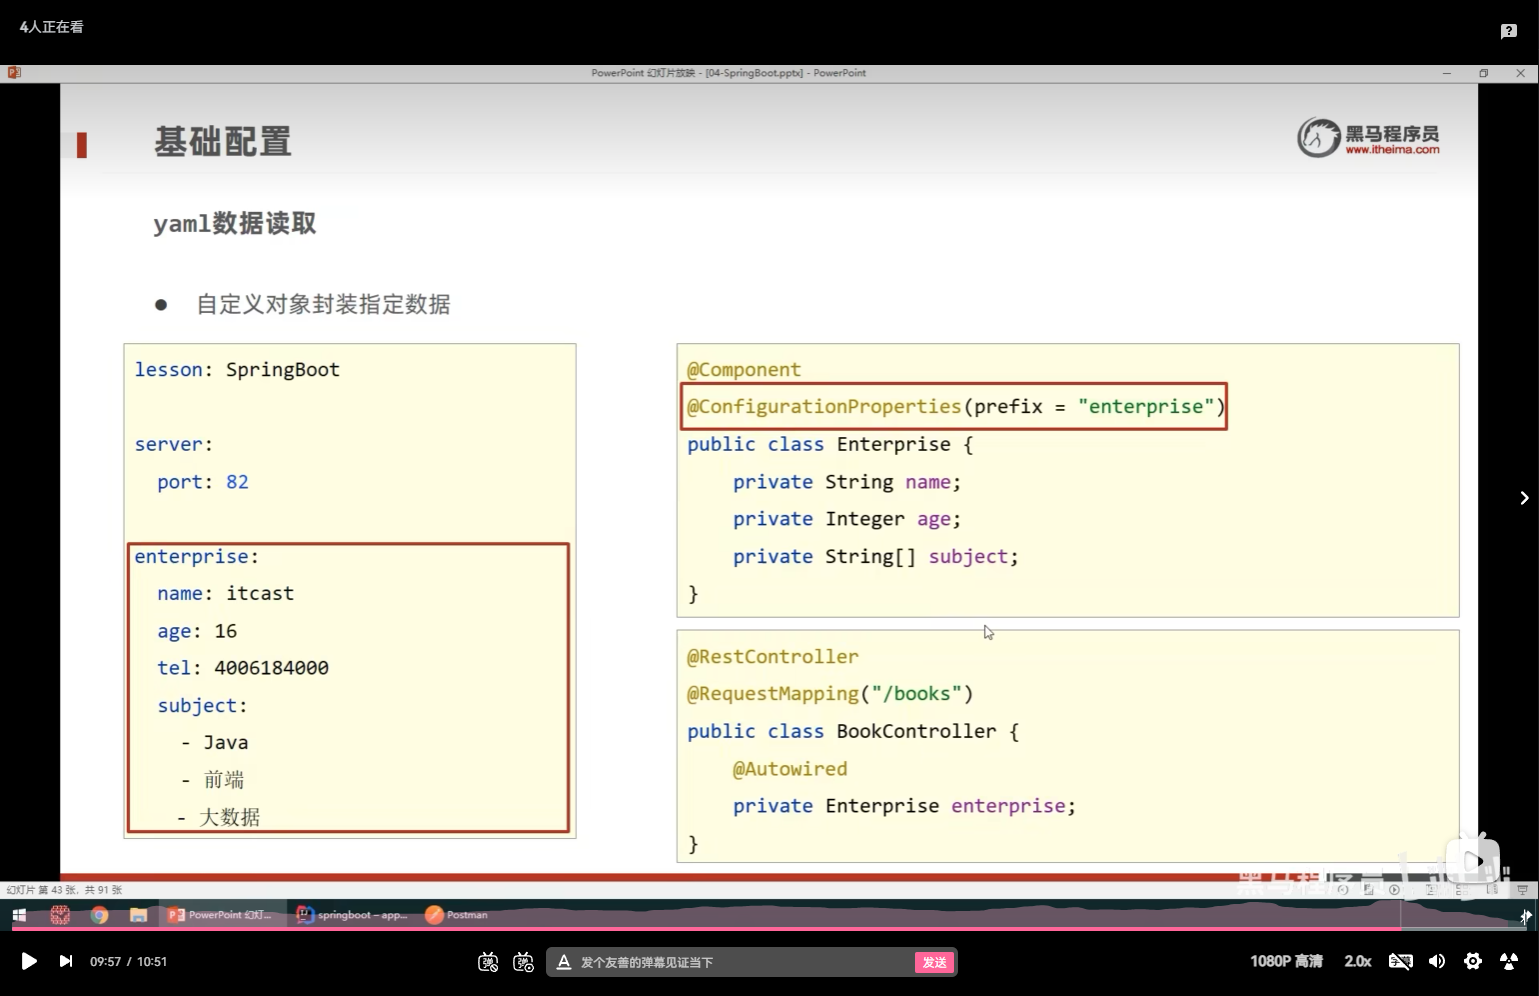 4人正在看
PowerPoint 幻灯片放映 - [04-SpringBoot.pptx] - PowerPoint
基础配置
黑马程序员
www.itheima.com
yaml数据读取
● 自定义对象封装指定数据
lesson: SpringBoot
server:
port: 82
enterprise:
name: itcast
age: 16
tel: 4006184000
subject:
- Java
- 前端
- 大数据
@Component
@ConfigurationProperties(prefix = "enterprise")
public class Enterprise {
private String name;
private Integer age;
private String[] subject;
}
@RestController
@RequestMapping("/books")
public class BookController {
@Autowired
private Enterprise enterprise;
}
黑马程序员
幻灯片 第 43 张，共 91 张
PowerPoint 幻灯...
springboot – app...
Postman
09:57 / 10:51
发个友善的弹幕见证当下
发送
1080P 高清
2.0x